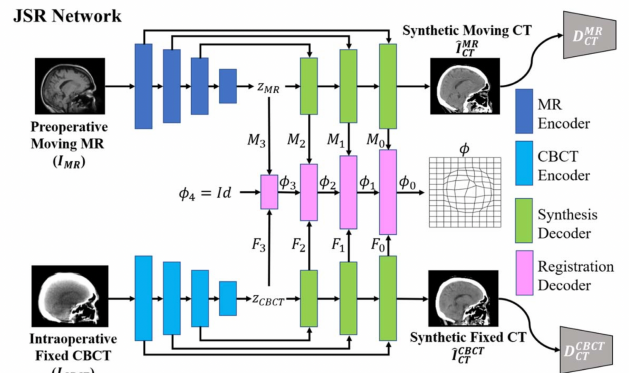 JSR Network
Synthetic Moving CT
Î_CT^MR
D_CT^MR
Preoperative
Moving MR
(I_MR)
z_MR
M_3 M_2 M_1 M_0
ϕ_4 = Id ϕ_3 ϕ_2 ϕ_1 ϕ_0
ϕ
F_3 F_2 F_1 F_0
z_CBCT
MR
Encoder
CBCT
Encoder
Synthesis
Decoder
Registration
Decoder
Intraoperative
Fixed CBCT
Synthetic Fixed CT
Î_CT^CBCT
D_CT^CBCT